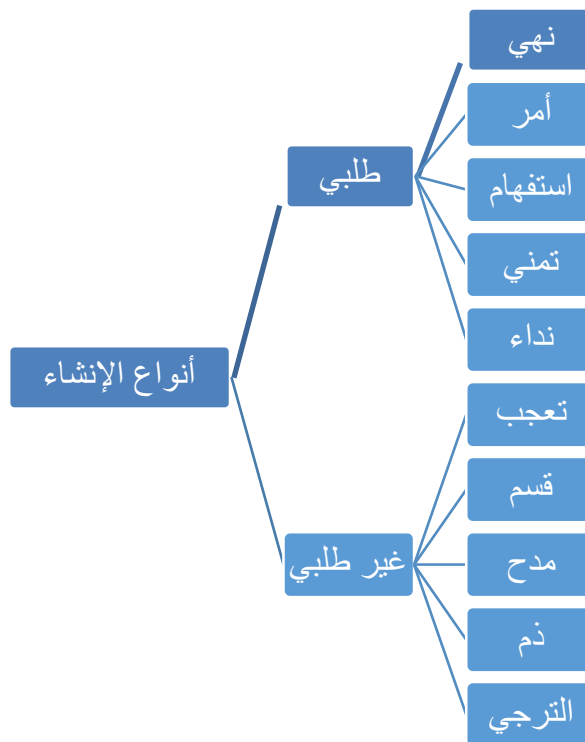 أنواع الإنشاء
طلبي
نهي
أمر
استفهام
تمني
نداء
غير طلبي
تعجب
قسم
مدح
ذم
الترجي